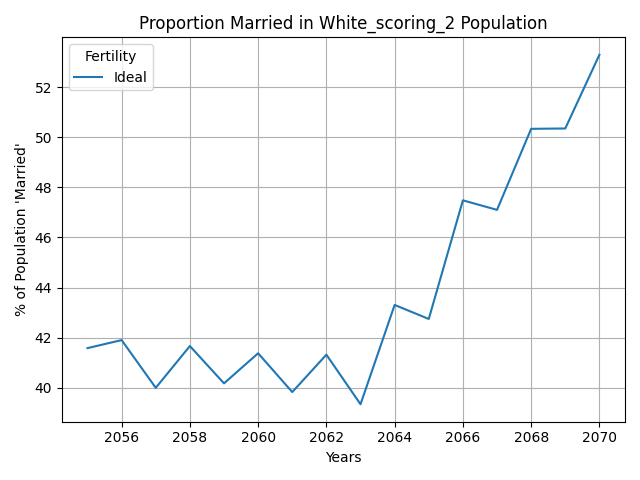 Proportion Married in White_scoring_2 Population
Fertility
Ideal
% of Population 'Married'
52
50
48
46
44
42
40
2056 2058 2060 2062 2064 2066 2068 2070
Years